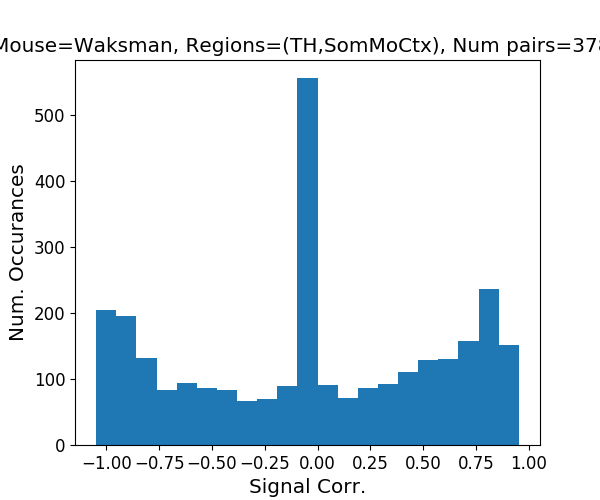 Mouse=Waksman, Regions=(TH,SomMoCtx), Num pairs=378
Num. Occurances
500
400
300
200
100
0
−1.00 −0.75 −0.50 −0.25 0.00 0.25 0.50 0.75 1.00
Signal Corr.